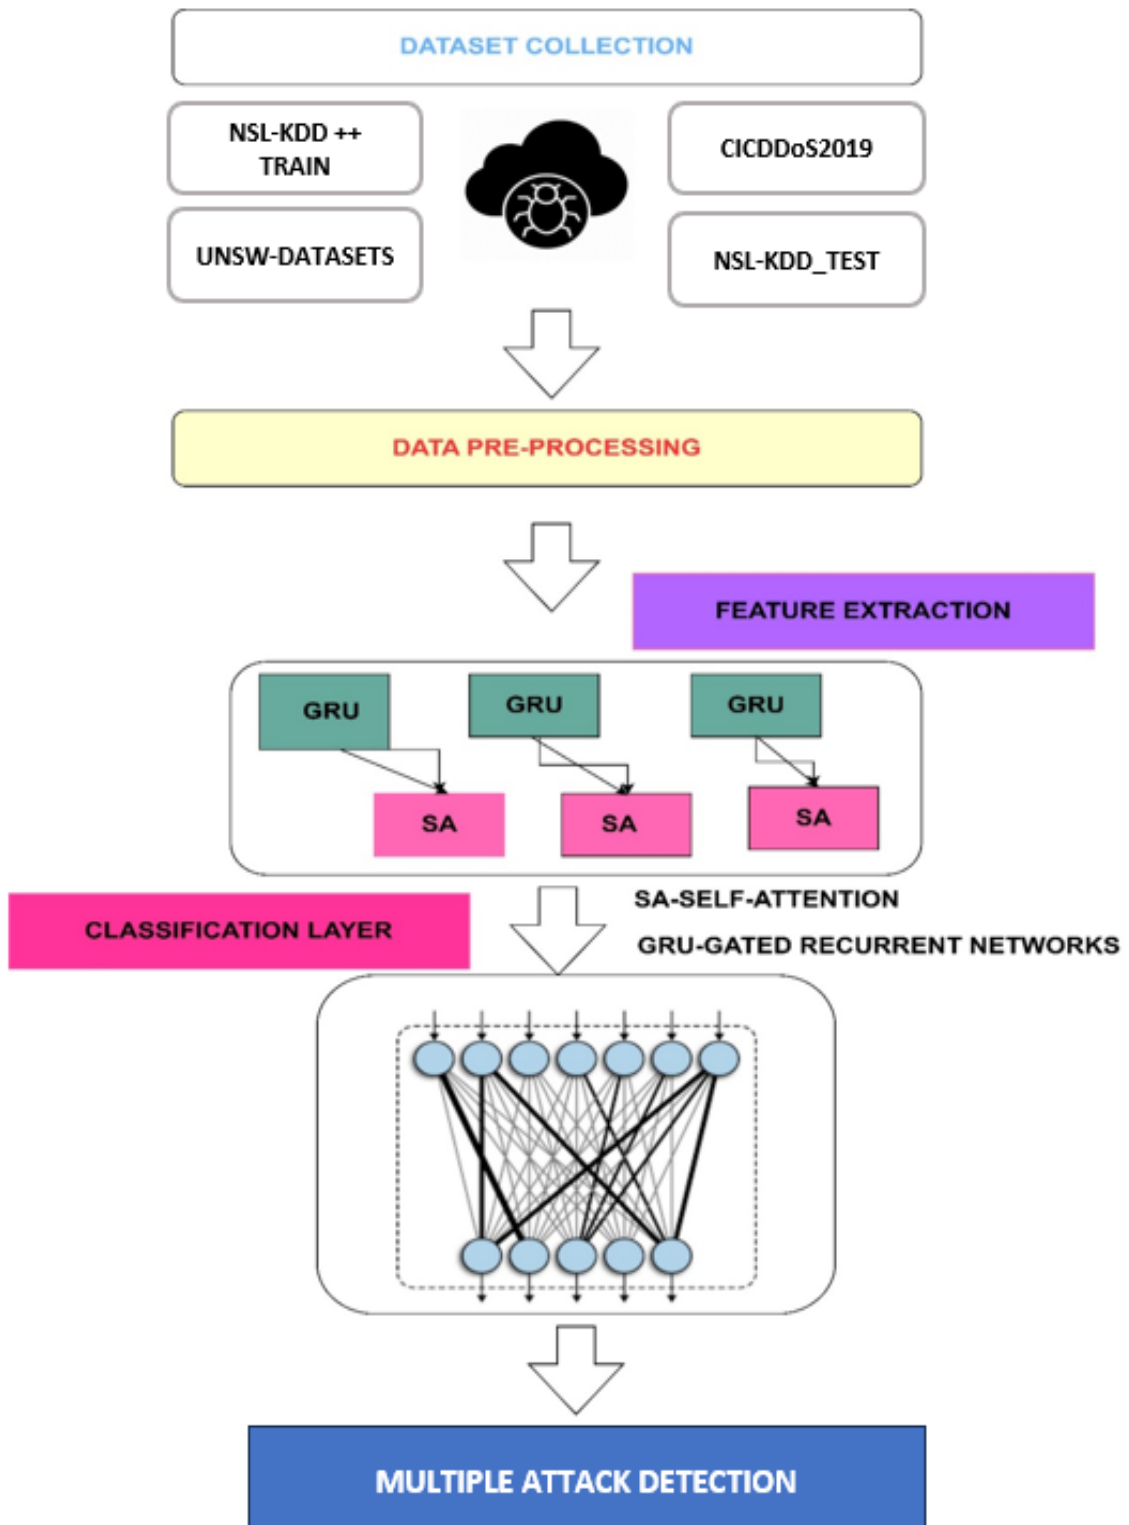 DATASET COLLECTION
NSL-KDD ++
TRAIN
CICDDoS2019
UNSW-DATASETS
NSL-KDD_TEST
DATA PRE-PROCESSING
FEATURE EXTRACTION
GRU
GRU
GRU
SA
SA
SA
SA-SELF-ATTENTION
CLASSIFICATION LAYER
GRU-GATED RECURRENT NETWORKS
MULTIPLE ATTACK DETECTION